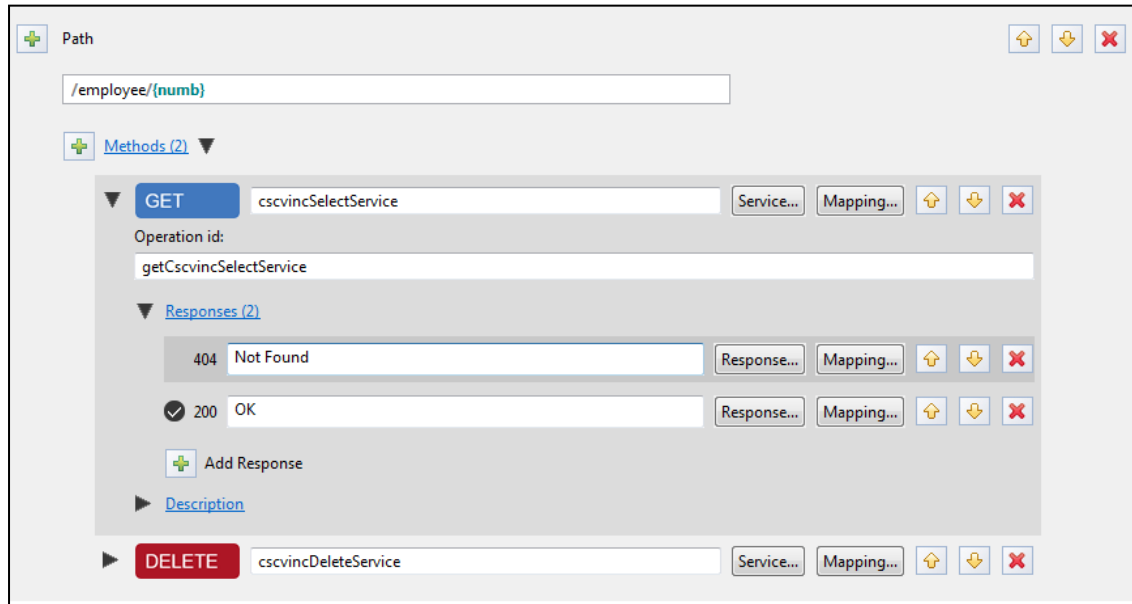 Path
/employee/{numb}
Methods (2)
GET cscvincSelectService Service... Mapping...
Operation id:
getCscvincSelectService
Responses (2)
404 Not Found Response... Mapping...
200 OK Response... Mapping...
Add Response
Description
DELETE cscvincDeleteService Service... Mapping...